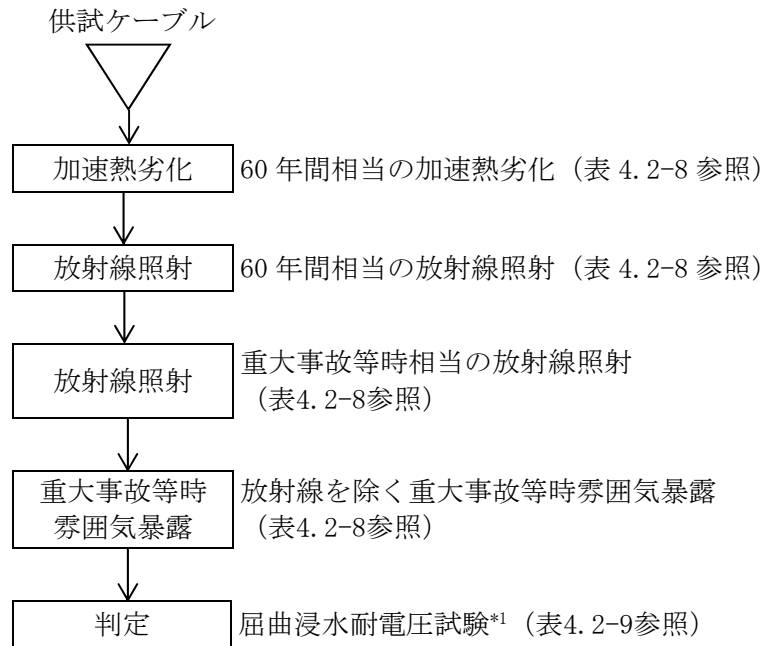 供試ケーブル
加速熱劣化 60 年間相当の加速熱劣化（表 4.2-8 参照）
放射線照射 60 年間相当の放射線照射（表 4.2-8 参照）
放射線照射 重大事故等時相当の放射線照射
（表4.2-8参照）
重大事故等時 放射線を除く重大事故等時雰囲気暴露
雰囲気暴露 （表4.2-8参照）
判定 屈曲浸水耐電圧試験*1（表4.2-9参照）